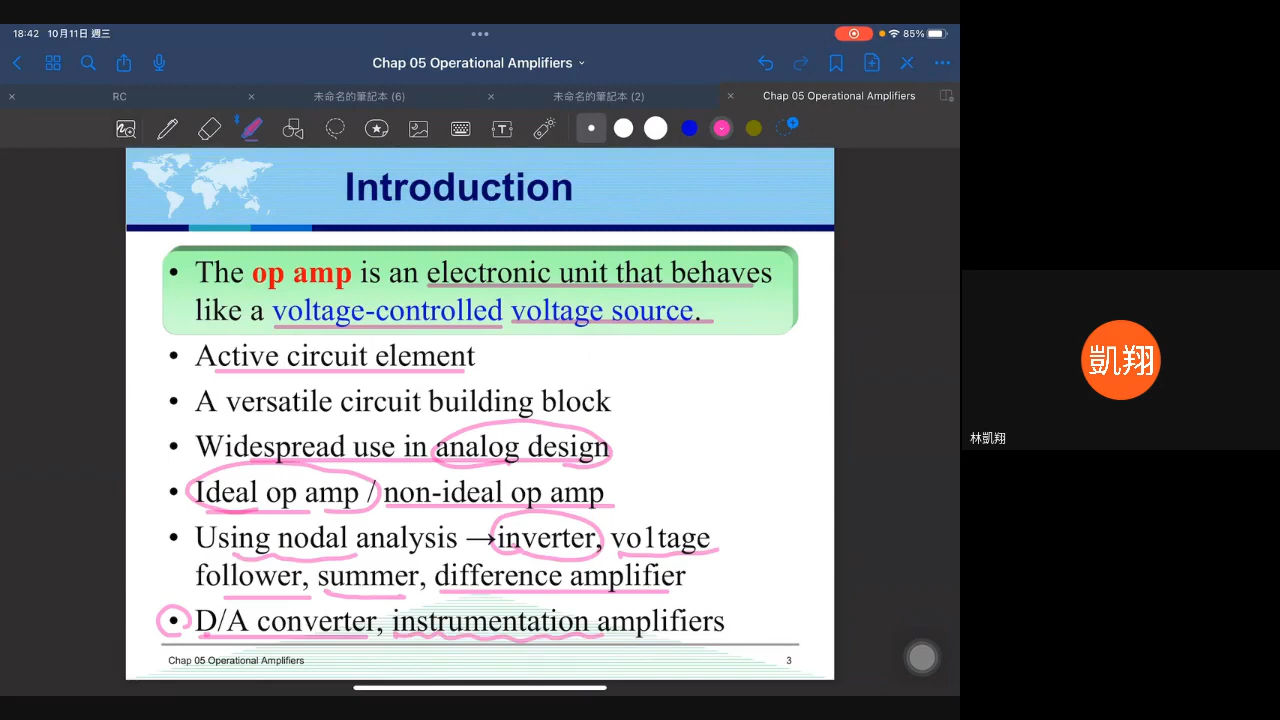 18:42 10月11日 週三
85%
Chap 05 Operational Amplifiers
RC
未命名的筆記本 (6)
未命名的筆記本 (2)
Chap 05 Operational Amplifiers
Introduction
• The op amp is an electronic unit that behaves
like a voltage-controlled voltage source.
• Active circuit element
• A versatile circuit building block
• Widespread use in analog design
• Ideal op amp / non-ideal op amp
• Using nodal analysis →inverter, voltage
follower, summer, difference amplifier
• D/A converter, instrumentation amplifiers
Chap 05 Operational Amplifiers
3
凱翔
林凱翔